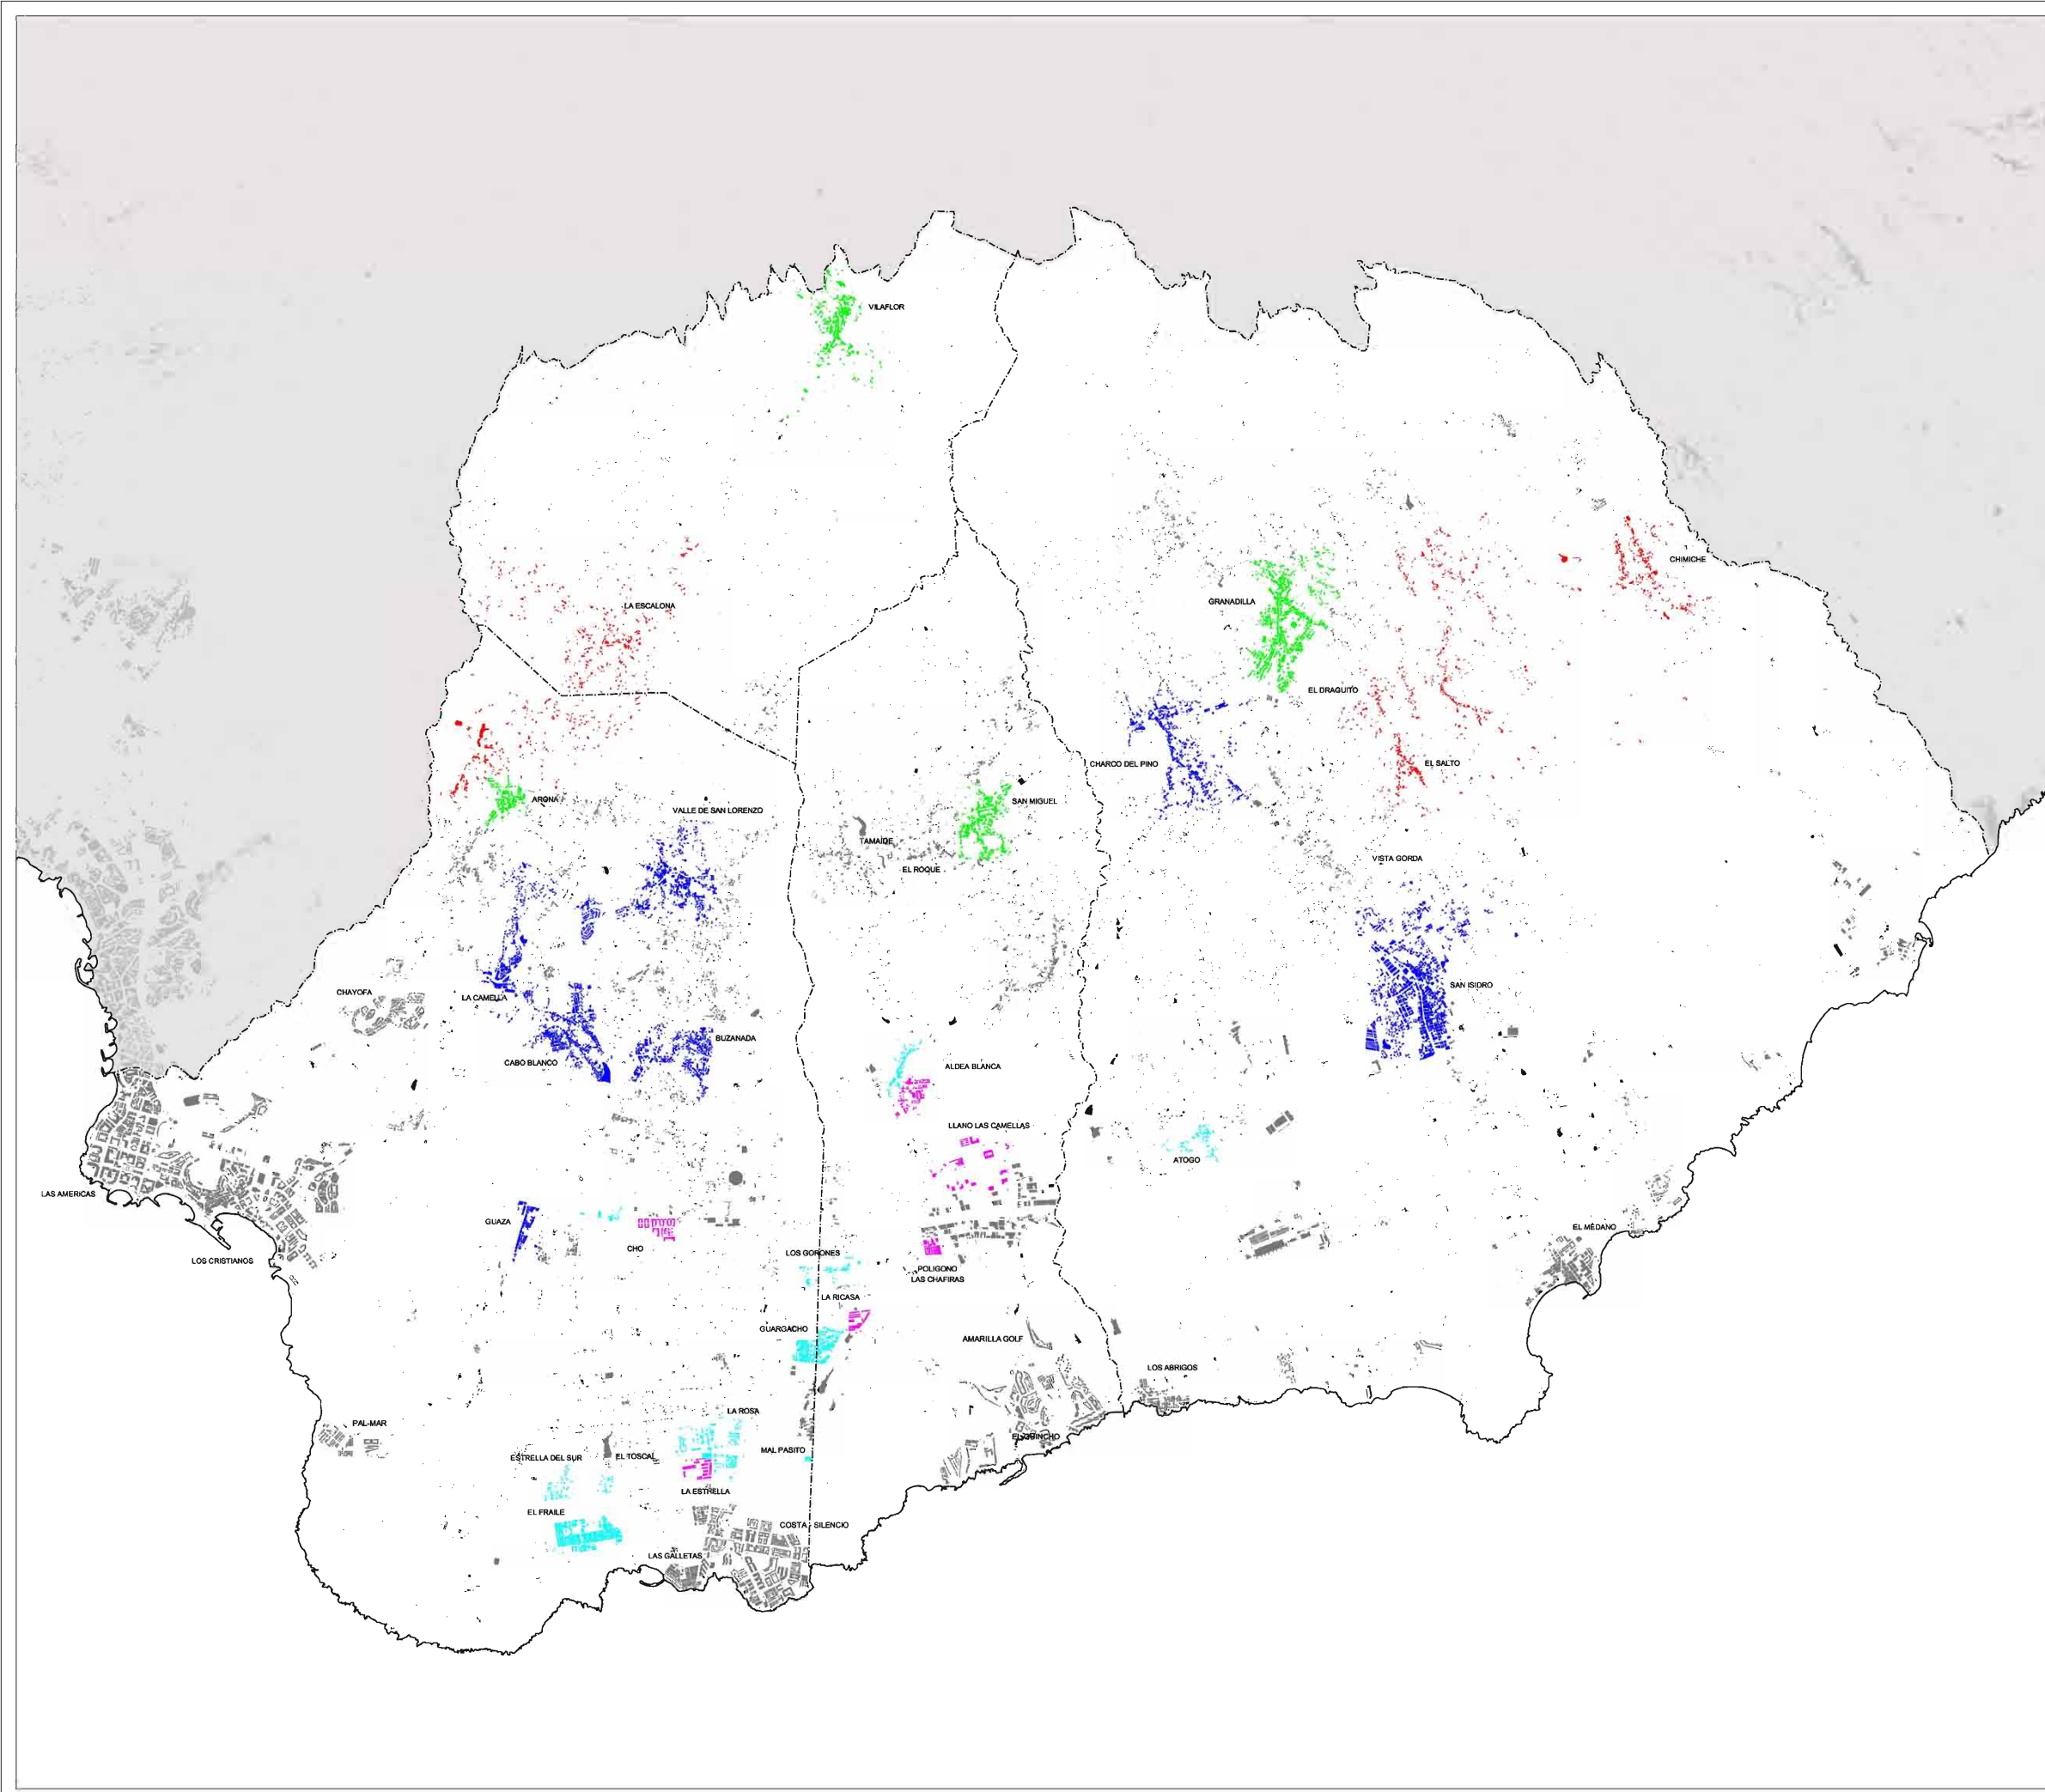 VILAFLOR
CHIMICHE
GRANADILLA
LA ESCALONA
EL DRAGUITO
CHARCO DEL PINO
EL SALTO
ARONA
SAN MIGUEL
VALLE DE SAN LORENZO
TAMAIDE
VISTA GORDA
EL ROQUE
SAN ISIDRO
CHAYOFA
LA CAMELLA
BUZANADA
CABO BLANCO
ALDEA BLANCA
LLANO LAS CAMELLAS
ATOGO
LAS AMERICAS
GUAZA
EL MÉDANO
CHO
LOS GORONES
LOS CRISTIANOS
POLIGONO
LAS CHAFIRAS
LA RICASA
GUARGACHO
AMARILLA GOLF
LOS ABRIGOS
LA ROSA
PAL-MAR
EL GUINCHO
MAL PASITO
ESTRELLA DEL SUR
EL TOSCAL
LA ESTRELLA
EL FRAILE
COSTA SILENCIO
LAS GALLETAS